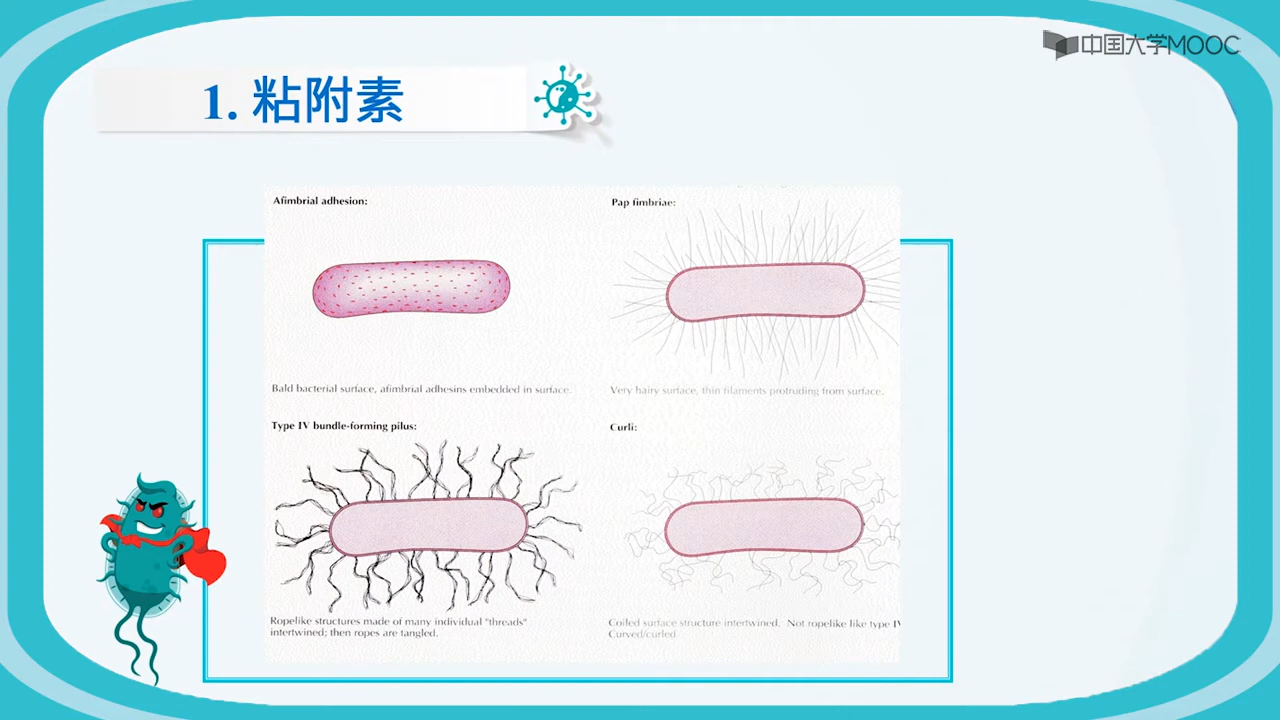 中国大学MOOC
1. 粘附素
Afimbrial adhesion:
Pap fimbriae:
Bald bacterial surface, afimbrial adhesins embedded in surface.
Very hairy surface, thin filaments protruding from surface.
Type IV bundle-forming pilus:
Curli:
Ropelike structures made of many individual "threads"
intertwined; then ropes are tangled.
Coiled surface structure intertwined. Not ropelike like type IV
Curved/curled